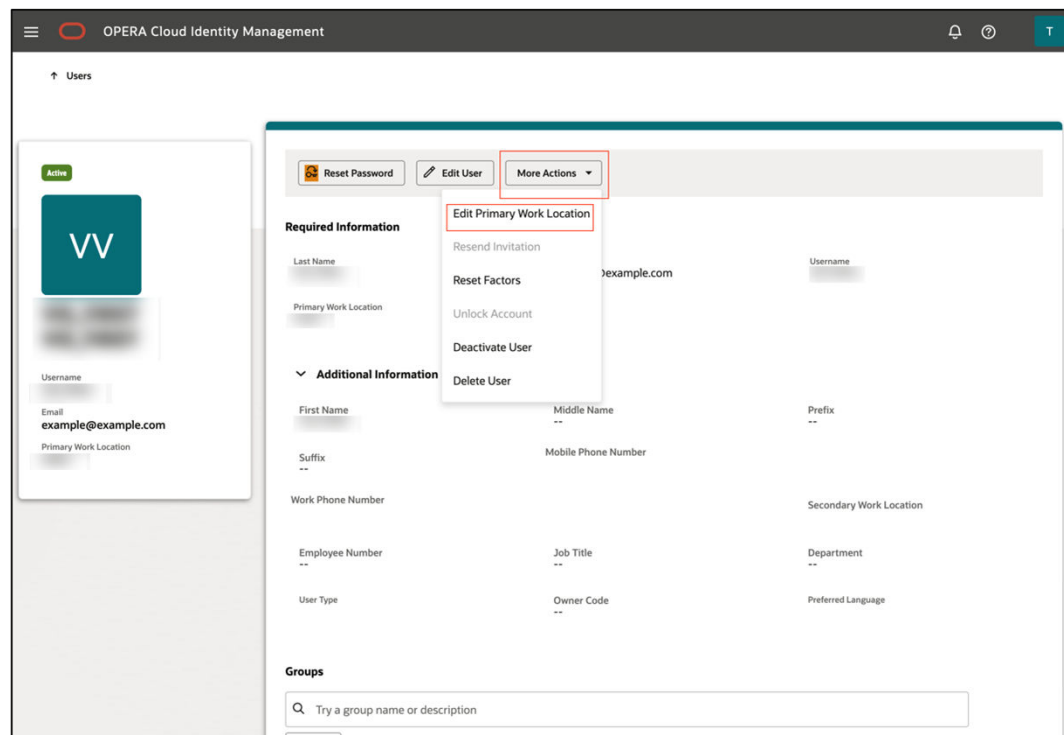 OPERA Cloud Identity Management
T
Users
Active
VV
Username
Email
example@example.com
Primary Work Location
Reset Password
Edit User
More Actions
Edit Primary Work Location
Resend Invitation
Reset Factors
Unlock Account
Deactivate User
Delete User
Required Information
Last Name
example.com
Username
Primary Work Location
Additional Information
First Name
Middle Name
--
Prefix
--
Suffix
--
Mobile Phone Number
Work Phone Number
Secondary Work Location
Employee Number
--
Job Title
--
Department
--
User Type
Owner Code
--
Preferred Language
Groups
Try a group name or description